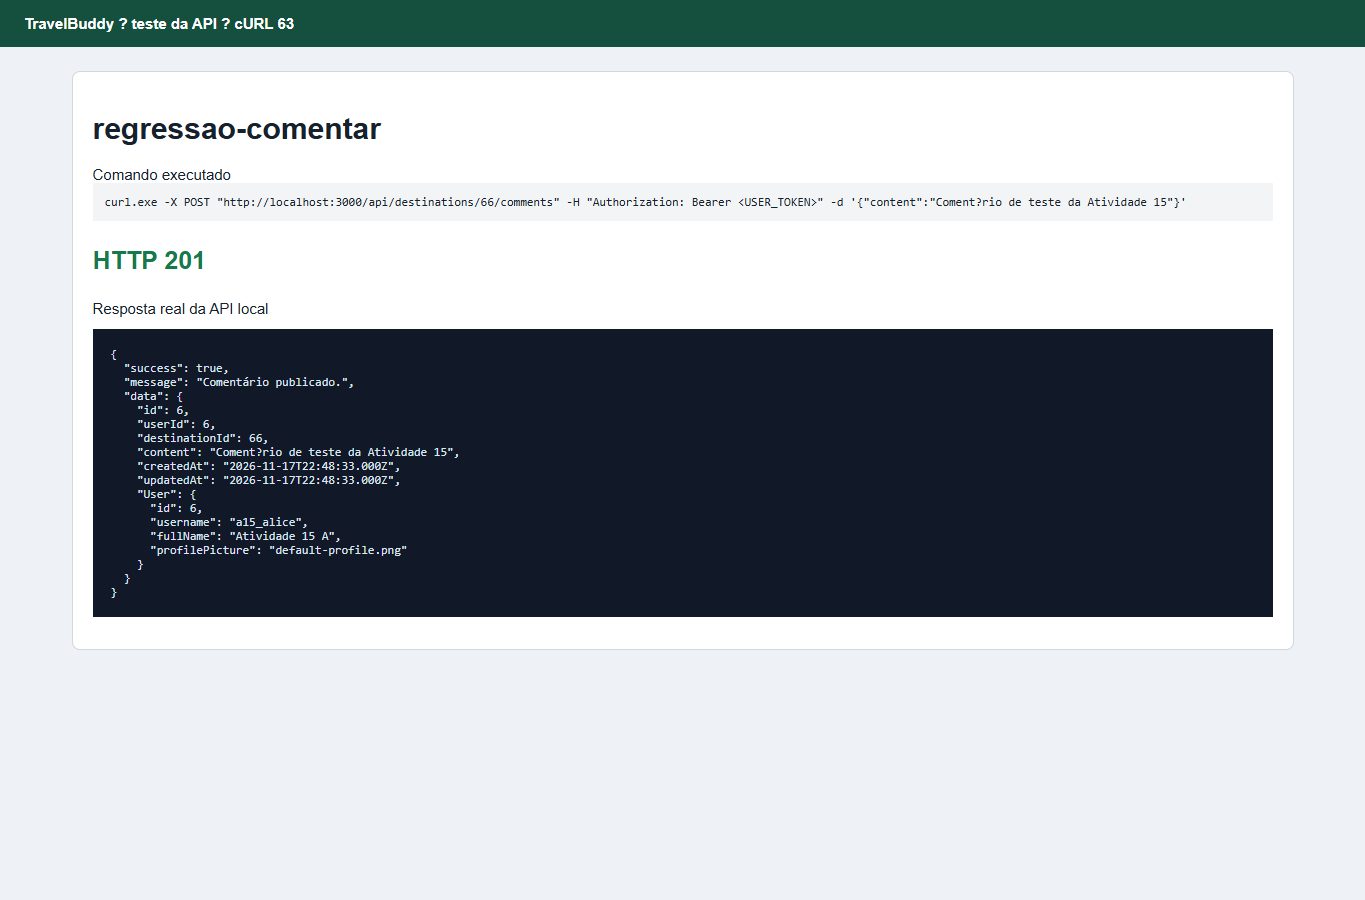 TravelBuddy ? teste da API ? cURL 63
regressao-comentar
Comando executado
curl.exe -X POST "http://localhost:3000/api/destinations/66/comments" -H "Authorization: Bearer <USER_TOKEN>" -d '{"content":"Coment?rio de teste da Atividade 15"}'
HTTP 201
Resposta real da API local
{
  "success": true,
  "message": "Comentário publicado.",
  "data": {
    "id": 6,
    "userId": 6,
    "destinationId": 66,
    "content": "Coment?rio de teste da Atividade 15",
    "createdAt": "2026-11-17T22:48:33.000Z",
    "updatedAt": "2026-11-17T22:48:33.000Z",
    "User": {
      "id": 6,
      "username": "a15_alice",
      "fullName": "Atividade 15 A",
      "profilePicture": "default-profile.png"
    }
  }
}